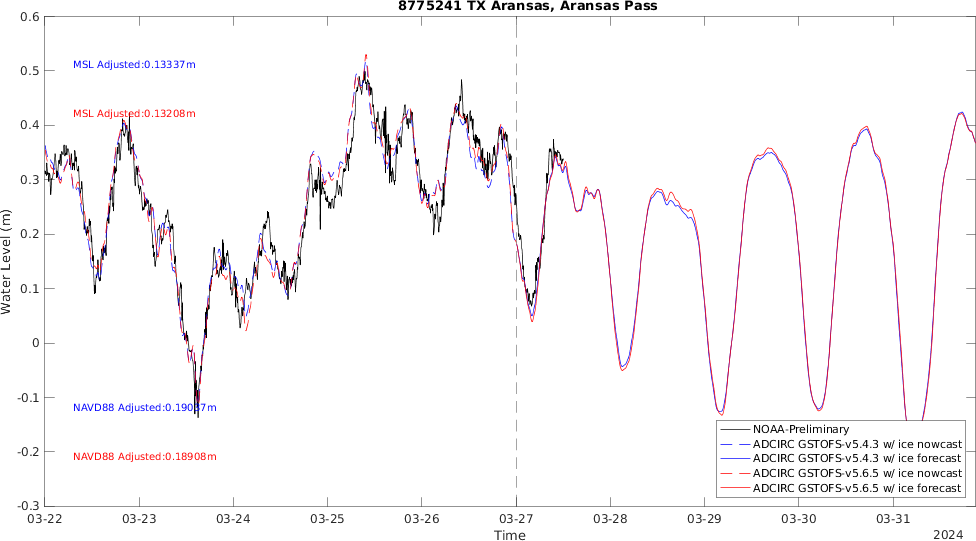 8775241 TX Aransas, Aransas Pass
0.6
0.5
0.4
0.3
0.2
0.1
0
-0.1
-0.2
-0.3
Water Level (m)
MSL Adjusted:0.13337m
MSL Adjusted:0.13208m
NAVD88 Adjusted:0.19037m
NAVD88 Adjusted:0.18908m
NOAA-Preliminary
ADCIRC GSTOFS-v5.4.3 w/ ice nowcast
ADCIRC GSTOFS-v5.4.3 w/ ice forecast
ADCIRC GSTOFS-v5.6.5 w/ ice nowcast
ADCIRC GSTOFS-v5.6.5 w/ ice forecast
03-22 03-23 03-24 03-25 03-26 03-27 03-28 03-29 03-30 03-31
Time
2024